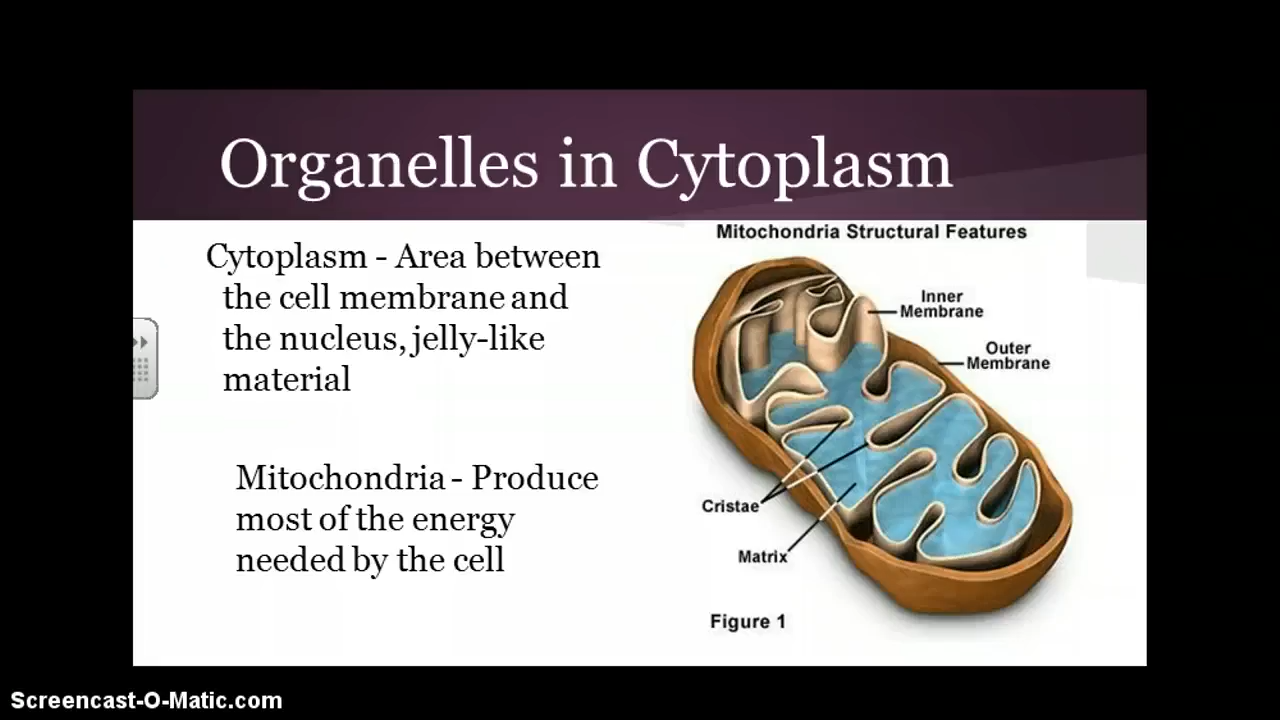 Organelles in Cytoplasm
Cytoplasm - Area between
the cell membrane and
the nucleus, jelly-like
material
Mitochondria - Produce
most of the energy
needed by the cell
Mitochondria Structural Features
Inner
Membrane
Outer
Membrane
Cristae
Matrix
Figure 1
Screencast-O-Matic.com